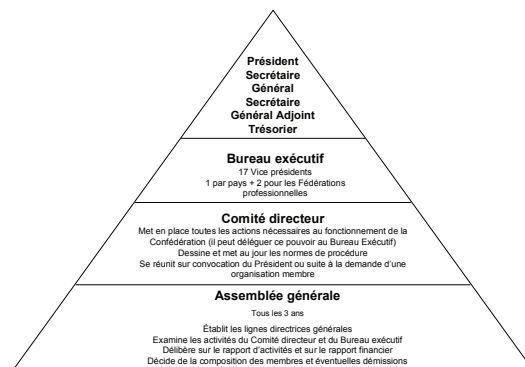 Président
Secrétaire
Général
Secrétaire
Général Adjoint
Trésorier
Bureau exécutif
17 Vice présidents
1 par pays + 2 pour les Fédérations
professionnelles
Comité directeur
Met en place toutes les actions nécessaires au fonctionnement de la
Confédération (il peut déléguer ce pouvoir au Bureau Exécutif)
Dessine et met au jour les normes de procédure
Se réunit sur convocation du Président ou suite à la demande d'une
organisation membre
Assemblée générale
Tous les 3 ans
Établit les lignes directrices générales
Examine les activités du Comité directeur et du Bureau exécutif
Délibère sur le rapport d'activités et sur le rapport financier
Décide de la composition des membres et éventuelles démissions